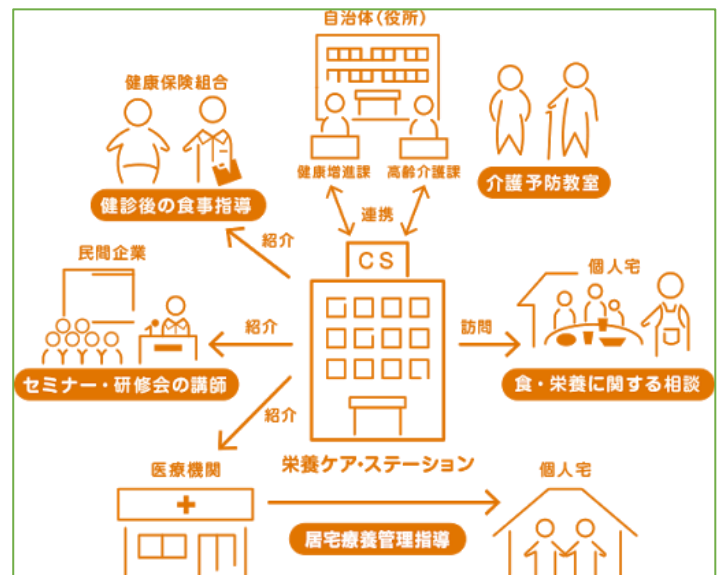 自治体(役所)
健康保険組合
健康増進課 高齢介護課
介護予防教室
健診後の食事指導
連携
紹介
民間企業
CS
個人宅
紹介
訪問
セミナー・研修会の講師
食・栄養に関する相談
紹介
医療機関
栄養ケア・ステーション
個人宅
居宅療養管理指導